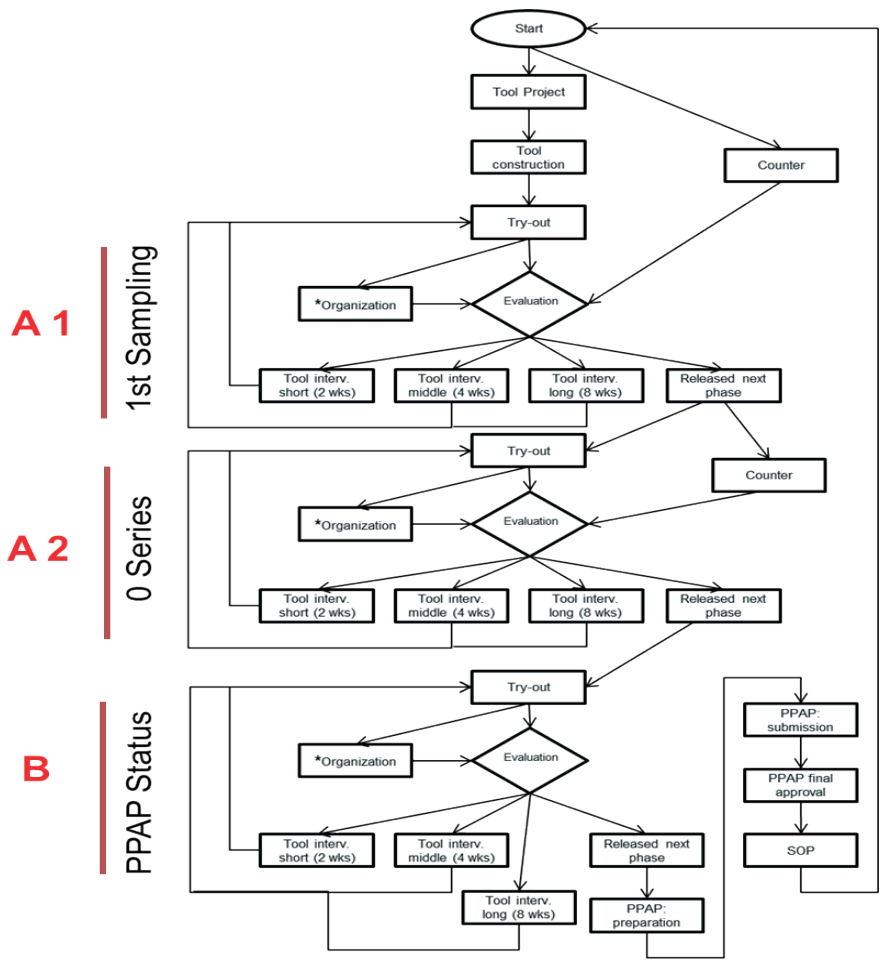 Start
Tool Project
Tool
construction
Counter
Try-out
A 1
1st Sampling
*Organization
Evaluation
Tool interv.
short (2 wks)
Tool interv.
middle (4 wks)
Tool interv.
long (8 wks)
Released next
phase
Try-out
Counter
A 2
0 Series
*Organization
Evaluation
Tool interv.
short (2 wks)
Tool interv.
middle (4 wks)
Tool interv.
long (8 wks)
Released next
phase
Try-out
B
PPAP Status
*Organization
Evaluation
Tool interv.
short (2 wks)
Tool interv.
middle (4 wks)
Tool interv.
long (8 wks)
Released next
phase
PPAP:
preparation
PPAP:
submission
PPAP final
approval
SOP